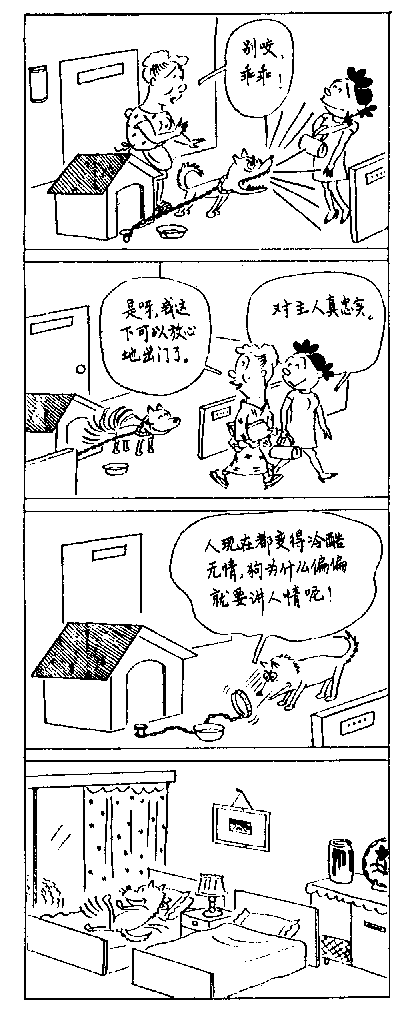 别咬，
乖乖！
是呀，我这
下可以放心
地出门了。
对主人真忠实。
人现在都变得冷酷
无情，狗为什么偏偏
就要讲人情呢！